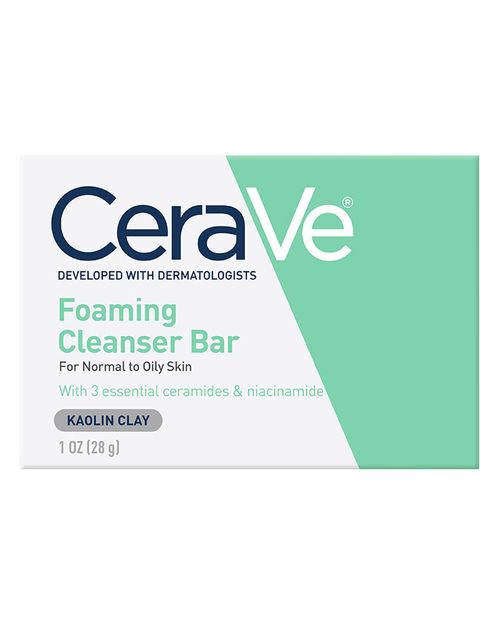 CeraVe®
DEVELOPED WITH DERMATOLOGISTS
Foaming
Cleanser Bar
For Normal to Oily Skin
With 3 essential ceramides & niacinamide
KAOLIN CLAY
1 OZ (28 g)